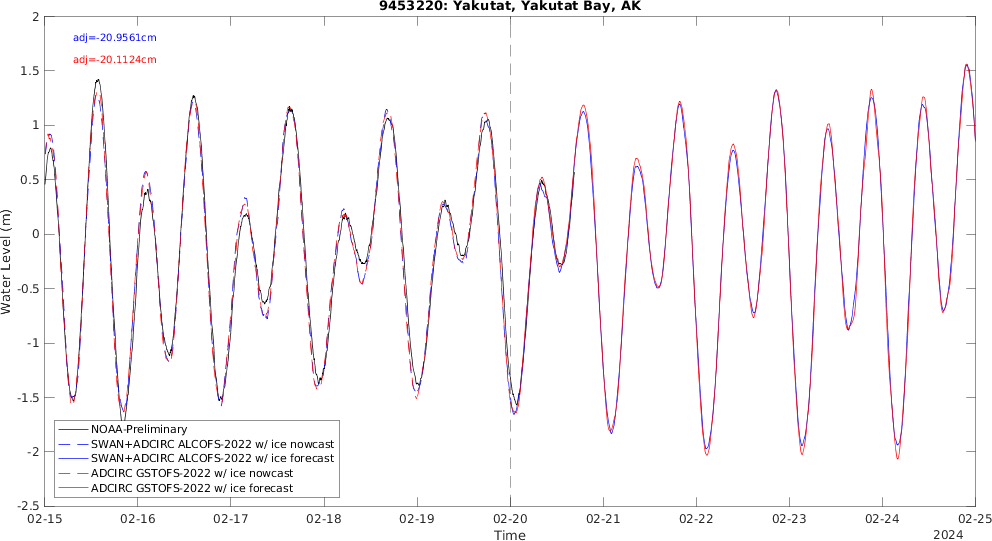 9453220: Yakutat, Yakutat Bay, AK
adj=-20.9561cm
adj=-20.1124cm
Water Level (m)
2
1.5
1
0.5
0
-0.5
-1
-1.5
-2
-2.5
NOAA-Preliminary
SWAN+ADCIRC ALCOFS-2022 w/ ice nowcast
SWAN+ADCIRC ALCOFS-2022 w/ ice forecast
ADCIRC GSTOFS-2022 w/ ice nowcast
ADCIRC GSTOFS-2022 w/ ice forecast
02-15 02-16 02-17 02-18 02-19 02-20 02-21 02-22 02-23 02-24 02-25
Time
2024